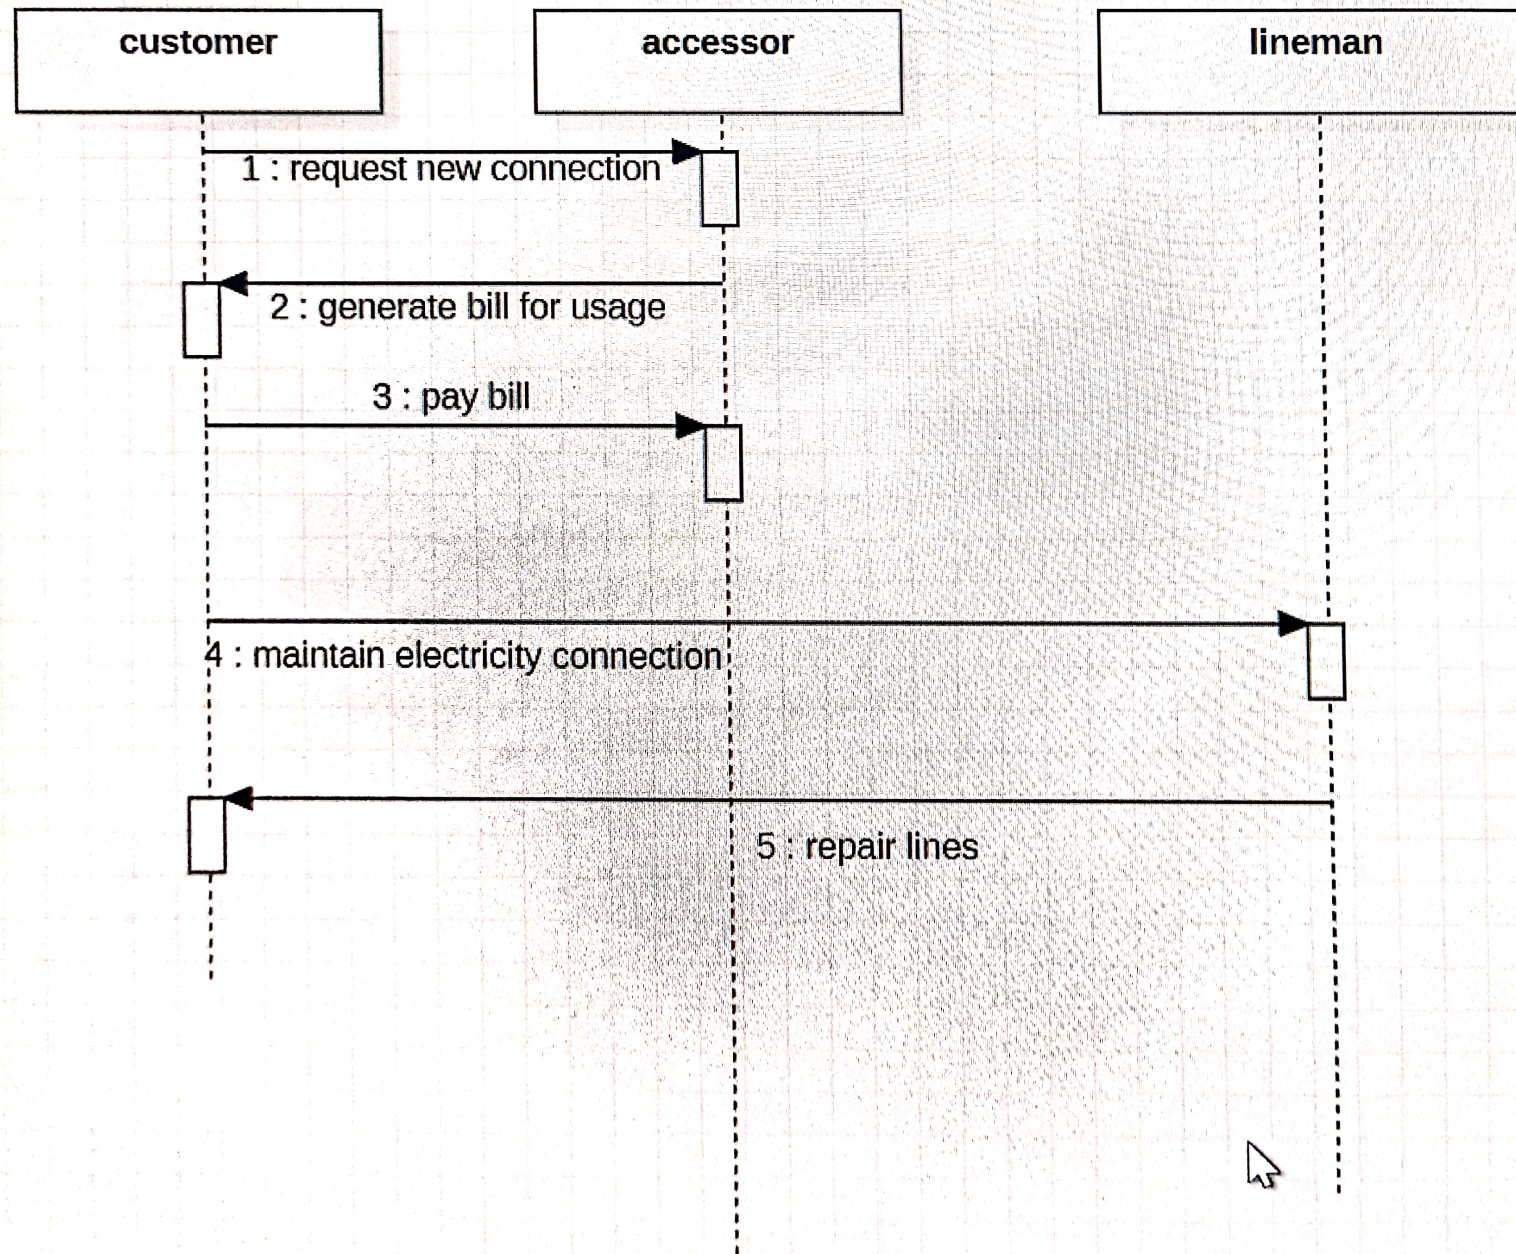 customer
accessor
lineman
1 : request new connection
2 : generate bill for usage
3 : pay bill
4 : maintain electricity connection
5 : repair lines